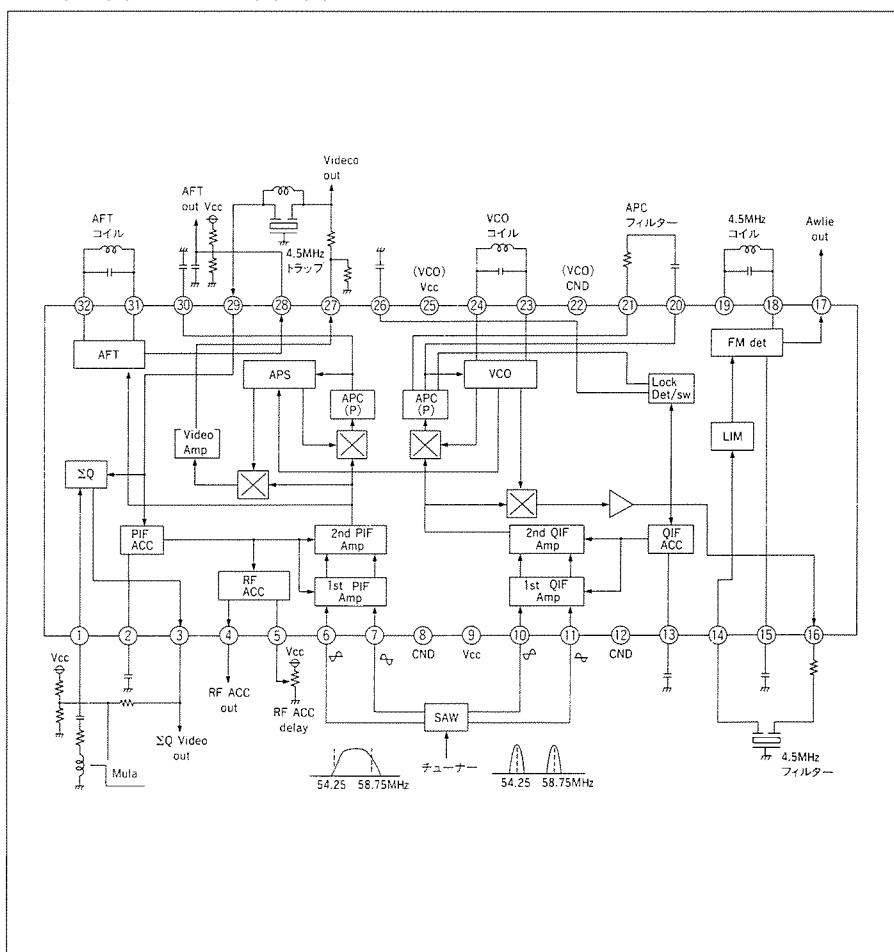 Videco
out
AFT
out Vcc
AFT
コイル
4.5MHz
トラップ
VCO
コイル
APC
フィルター
4.5MHz
コイル
Awlie
out
(VCO)
Vcc
(VCO)
CND
32
31
30
29
28
27
26
25
24
23
22
21
20
19
18
17
AFT
APS
APC
(P)
APC
(P)
VCO
Lock
Det/sw
FM det
LIM
Video
Amp
ΣQ
PIF
ACC
RF
ACC
2nd PIF
Amp
1st PIF
Amp
2nd QIF
Amp
1st QIF
Amp
QIF
ACC
1
2
3
4
5
6
7
8
9
10
11
12
13
14
15
16
Vcc
Mula
ΣQ Video
out
RF ACC
out
Vcc
RF ACC
delay
CND
Vcc
CND
SAW
チューナー
54.25 58.75MHz
54.25 58.75MHz
4.5MHz
フィルター